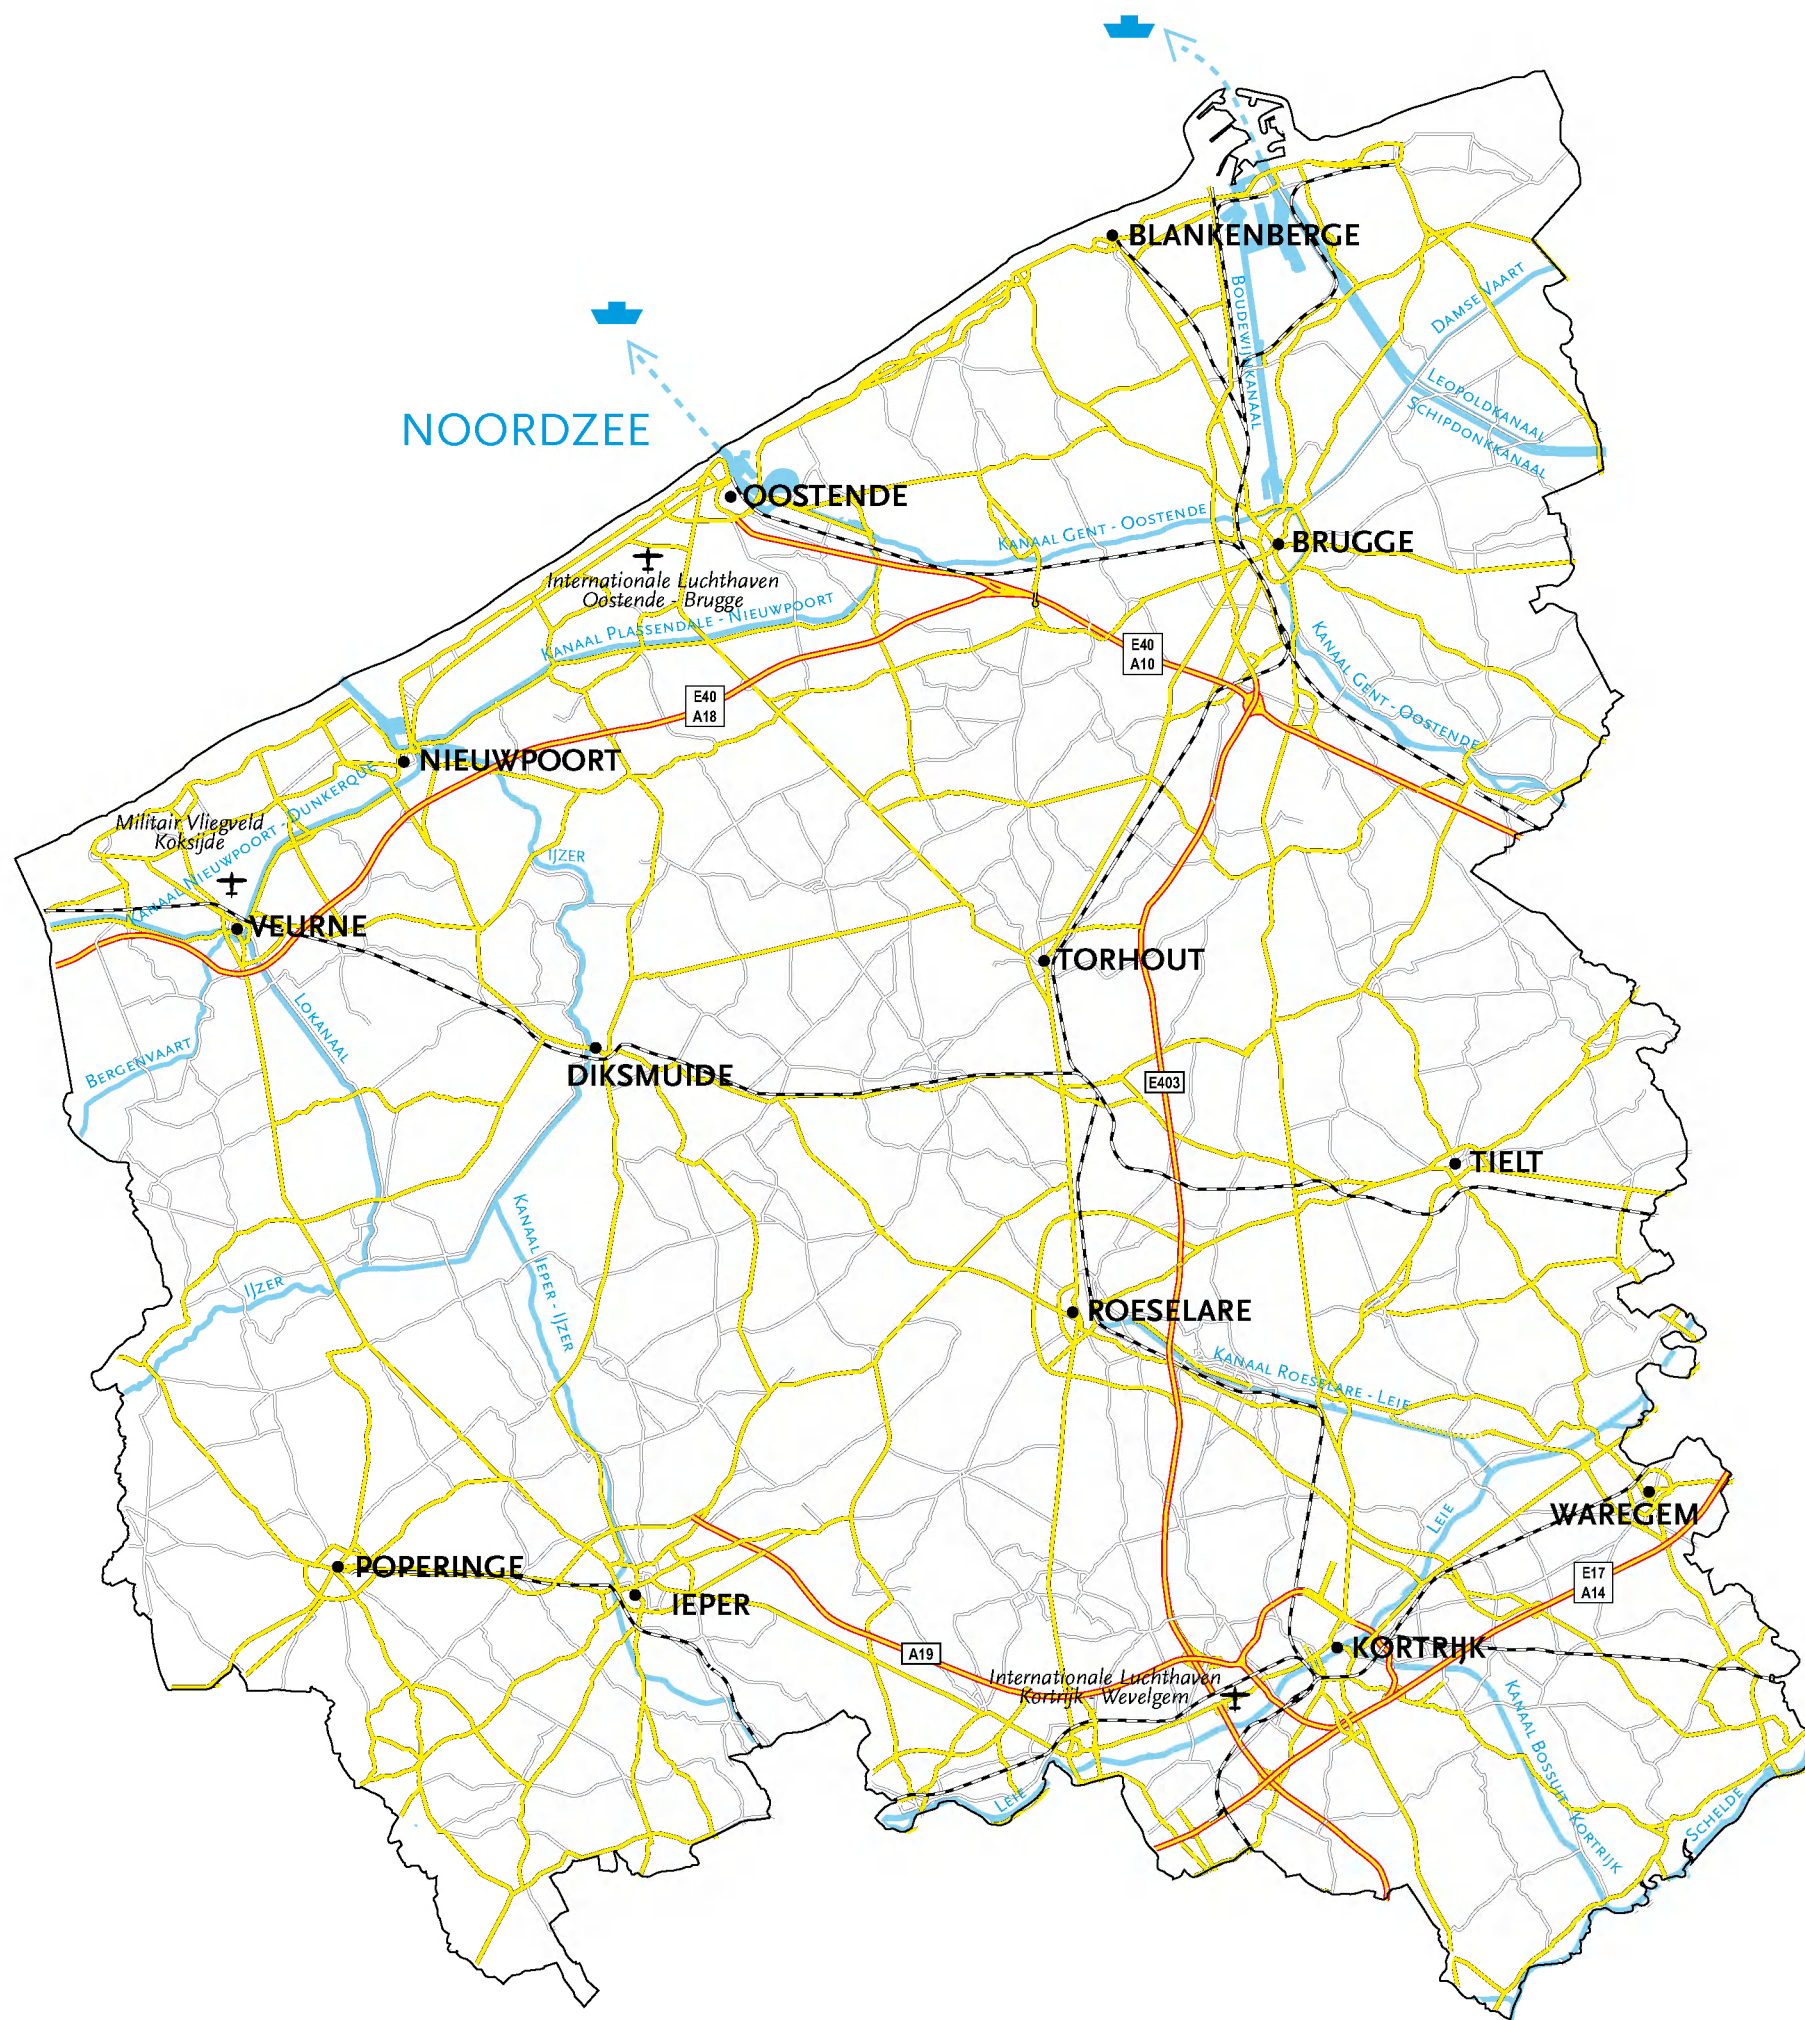 BLANKENBERGE
DAMSE VAART
BOUDEWIJNKANAAL
LEOPOLDKANAAL
SCHIPDONKKANAAL
NOORDZEE
OOSTENDE
KANAAL GENT - OOSTENDE
BRUGGE
Internationale Luchthaven
Oostende - Brugge
KANAAL PLASSENDALE - NIEUWPOORT
E40
A10
KANAAL GENT - OOSTENDE
E40
A18
NIEUWPOORT
KANAAL NIEUWPOORT - DUNKERQUE
Militair Vliegveld
Koksijde
IJZER
VEURNE
TORHOUT
LOKANAAL
BERGENVAART
DIKSMUIDE
E403
TIELT
KANAAL IEPER - IJZER
IJZER
ROESELARE
KANAAL ROESELARE - LEIE
LEIE
WAREGEM
POPERINGE
IEPER
E17
A14
A19
KORTRIJK
Internationale Luchthaven
Kortrijk - Wevelgem
KANAAL BOSSUIT - KORTRIJK
LEIE
SCHELDE